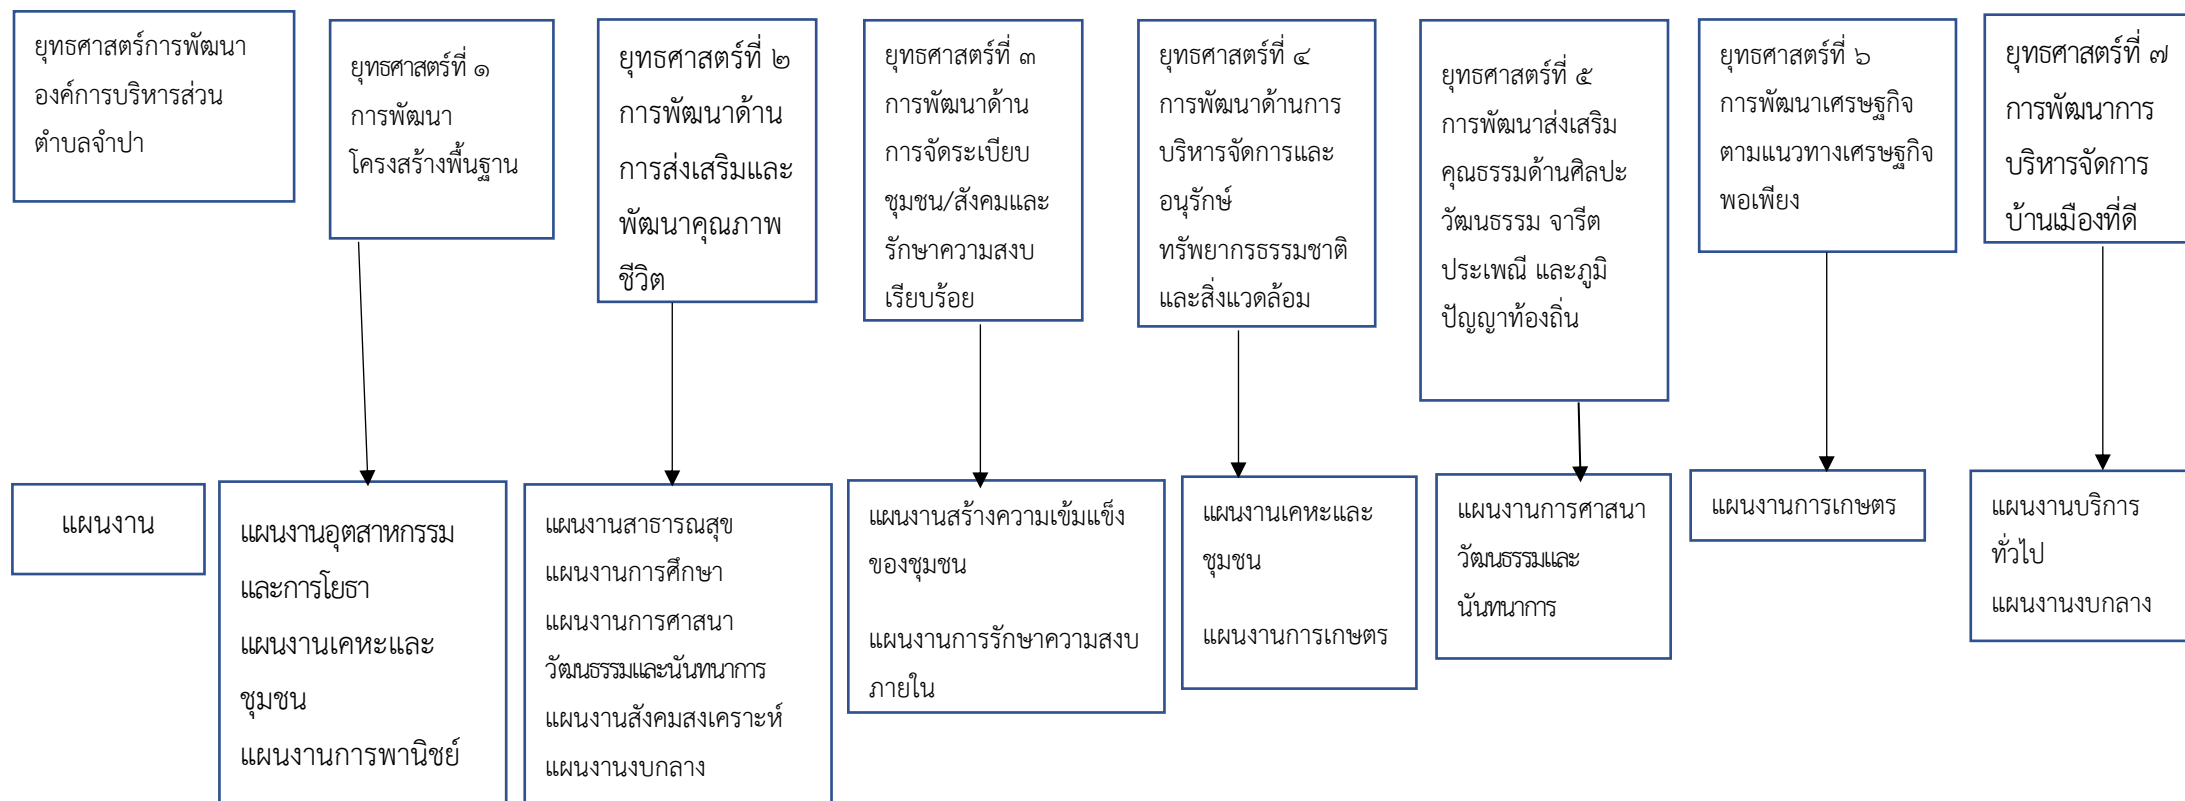 ยุทธศาสตร์การพัฒนา
องค์การบริหารส่วน
ตำบลจำปา
ยุทธศาสตร์ที่ ๑
การพัฒนา
โครงสร้างพื้นฐาน
ยุทธศาสตร์ที่ ๒
การพัฒนาด้าน
การส่งเสริมและ
พัฒนาคุณภาพ
ชีวิต
ยุทธศาสตร์ที่ ๓
การพัฒนาด้าน
การจัดระเบียบ
ชุมชน/สังคมและ
รักษาความสงบ
เรียบร้อย
ยุทธศาสตร์ที่ ๔
การพัฒนาด้านการ
บริหารจัดการและ
อนุรักษ์
ทรัพยากรธรรมชาติ
และสิ่งแวดล้อม
ยุทธศาสตร์ที่ ๕
การพัฒนาส่งเสริม
คุณธรรมด้านศิลปะ
วัฒนธรรม จารีต
ประเพณี และภูมิ
ปัญญาท้องถิ่น
ยุทธศาสตร์ที่ ๖
การพัฒนาเศรษฐกิจ
ตามแนวทางเศรษฐกิจ
พอเพียง
ยุทธศาสตร์ที่ ๗
การพัฒนาการ
บริหารจัดการ
บ้านเมืองที่ดี
แผนงาน
แผนงานอุตสาหกรรม
และการโยธา
แผนงานเคหะและ
ชุมชน
แผนงานการพานิชย์
แผนงานสาธารณสุข
แผนงานการศึกษา
แผนงานการศาสนา
วัฒนธรรมและนันทนาการ
แผนงานสังคมสงเคราะห์
แผนงานงบกลาง
แผนงานสร้างความเข้มแข็ง
ของชุมชน
แผนงานการรักษาความสงบ
ภายใน
แผนงานเคหะและ
ชุมชน
แผนงานการเกษตร
แผนงานการศาสนา
วัฒนธรรมและ
นันทนาการ
แผนงานการเกษตร
แผนงานบริการ
ทั่วไป
แผนงานงบกลาง